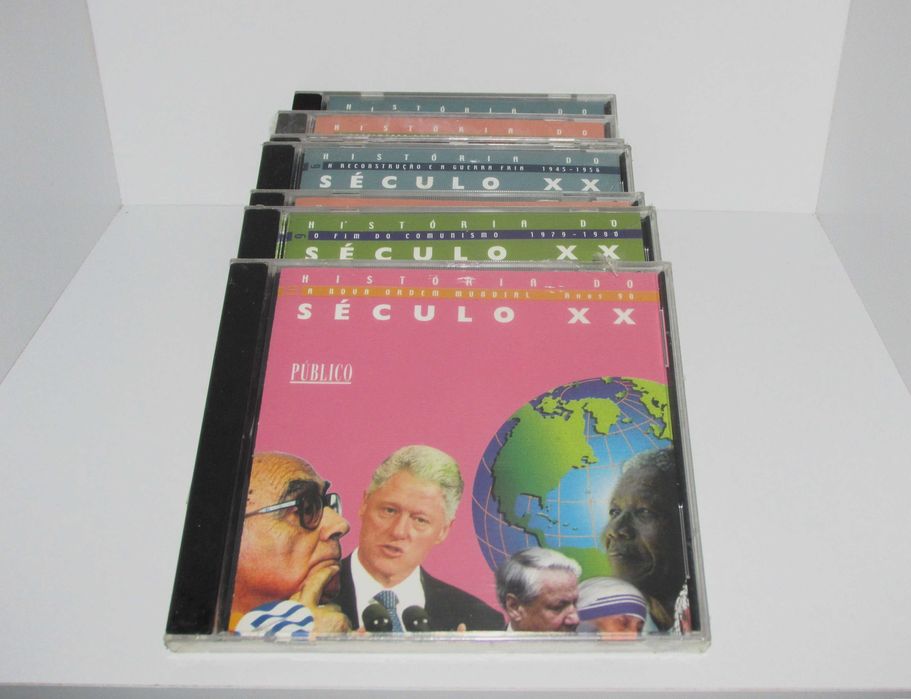 HISTÓRIA DO
HISTÓRIA DO
HISTÓRIA DO
A RECONSTRUÇÃO E A GUERRA FRIA 1945-1956
SÉCULO XX
HISTÓRIA DO
O FIM DO COMUNISMO 1979-1990
SÉCULO XX
HISTÓRIA DO
A NOVA ORDEM MUNDIAL Anos 90
SÉCULO XX
PÚBLICO